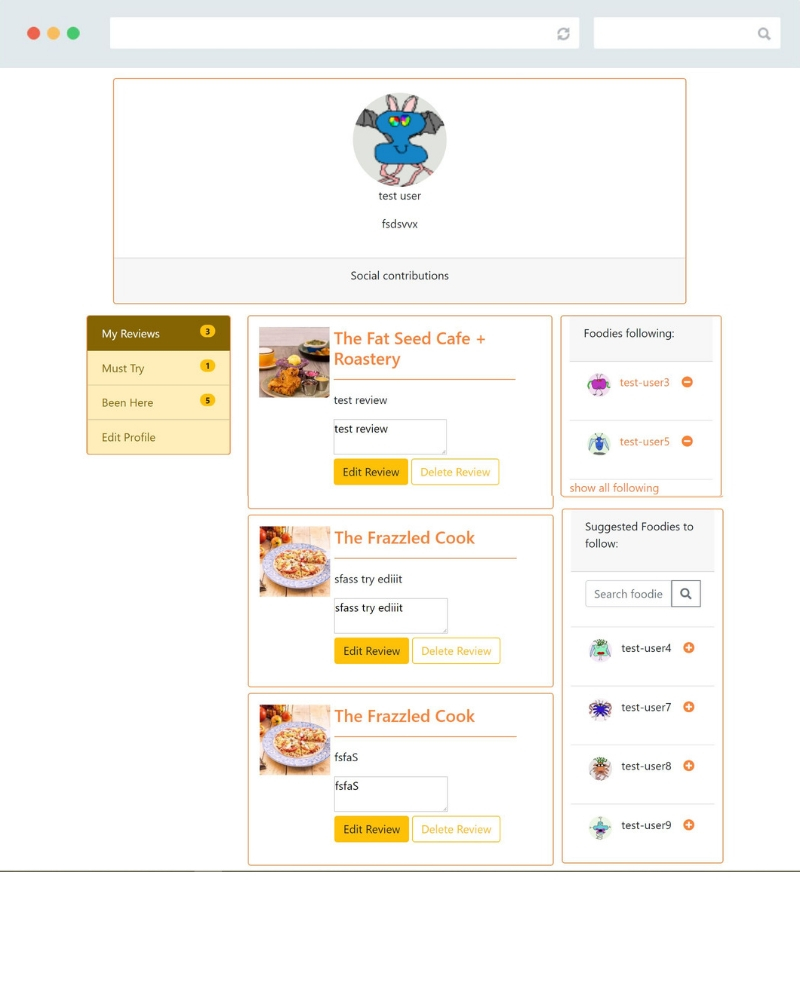 test user
fsdsvvx
Social contributions
My Reviews 3
Must Try 1
Been Here 5
Edit Profile
The Fat Seed Cafe +
Roastery
test review
test review
Edit Review Delete Review
The Frazzled Cook
sfass try ediiit
sfass try ediiit
Edit Review Delete Review
The Frazzled Cook
fsfaS
fsfaS
Edit Review Delete Review
Foodies following:
test-user3
test-user5
show all following
Suggested Foodies to
follow:
Search foodie
test-user4
test-user7
test-user8
test-user9